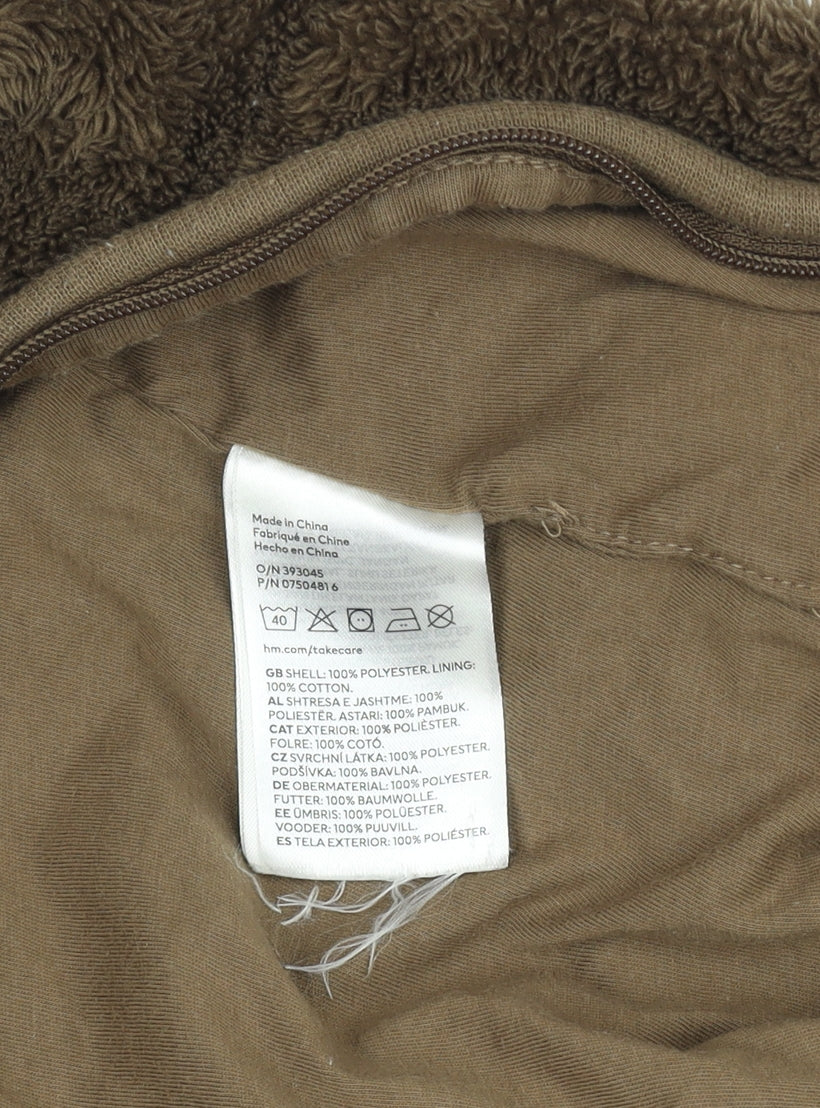 Made in China
Fabriqué en Chine
Hecho en China
O/N 393045
P/N 0750481 6
40
hm.com/takecare
GB SHELL: 100% POLYESTER. LINING:
100% COTTON.
AL SHTRESA E JASHTME: 100%
POLIESTËR. ASTARI: 100% PAMBUK.
CAT EXTERIOR: 100% POLIÈSTER.
FOLRE: 100% COTÓ.
CZ SVRCHNÍ LÁTKA: 100% POLYESTER.
PODŠÍVKA: 100% BAVLNA.
DE OBERMATERIAL: 100% POLYESTER.
FUTTER: 100% BAUMWOLLE.
EE ÜMBRIS: 100% POLÜESTER.
VOODER: 100% PUUVILL.
ES TELA EXTERIOR: 100% POLIÉSTER.